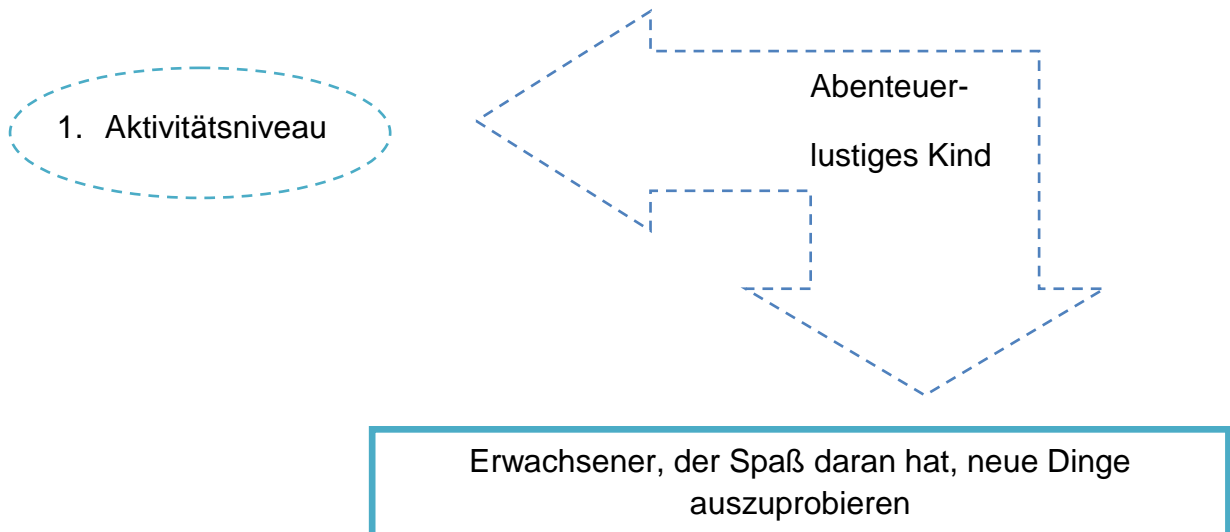 Abenteuer-
1. Aktivitätsniveau
lustiges Kind
Erwachsener, der Spaß daran hat, neue Dinge
auszuprobieren